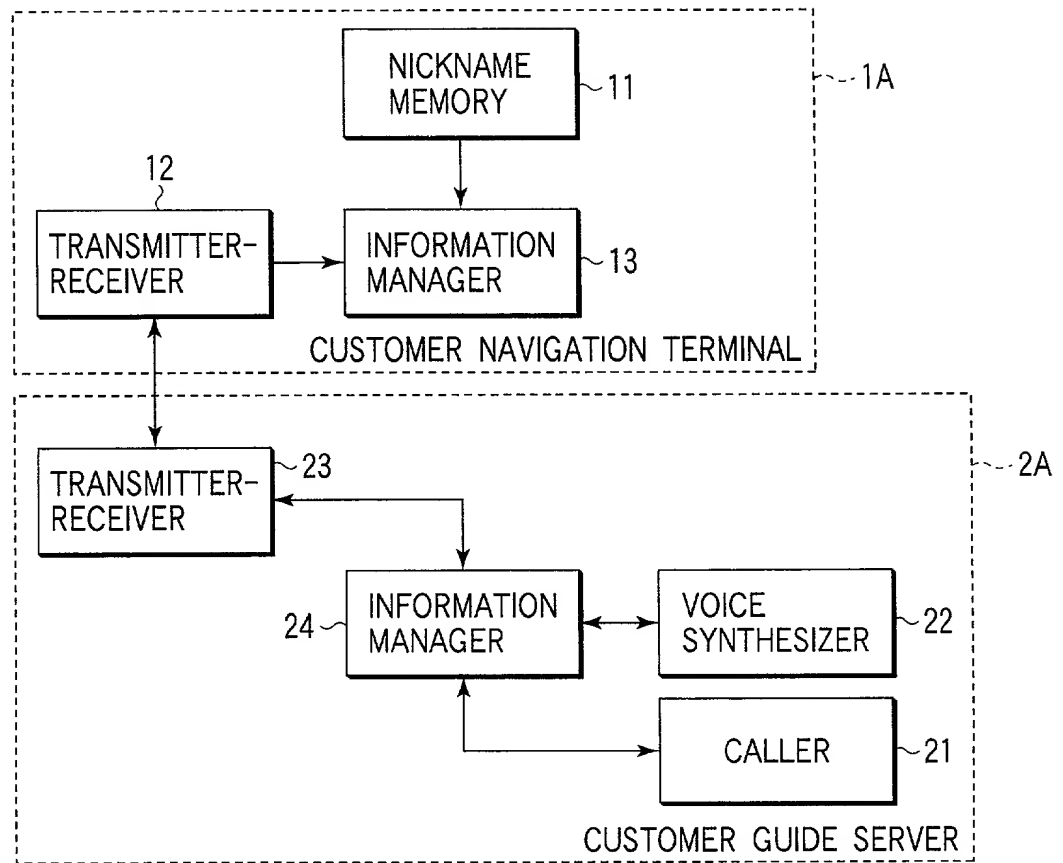 NICKNAME
MEMORY
11
1A
12
TRANSMITTER-
RECEIVER
INFORMATION
MANAGER
13
CUSTOMER NAVIGATION TERMINAL
TRANSMITTER-
RECEIVER
23
2A
24
INFORMATION
MANAGER
VOICE
SYNTHESIZER
22
CALLER
21
CUSTOMER GUIDE SERVER